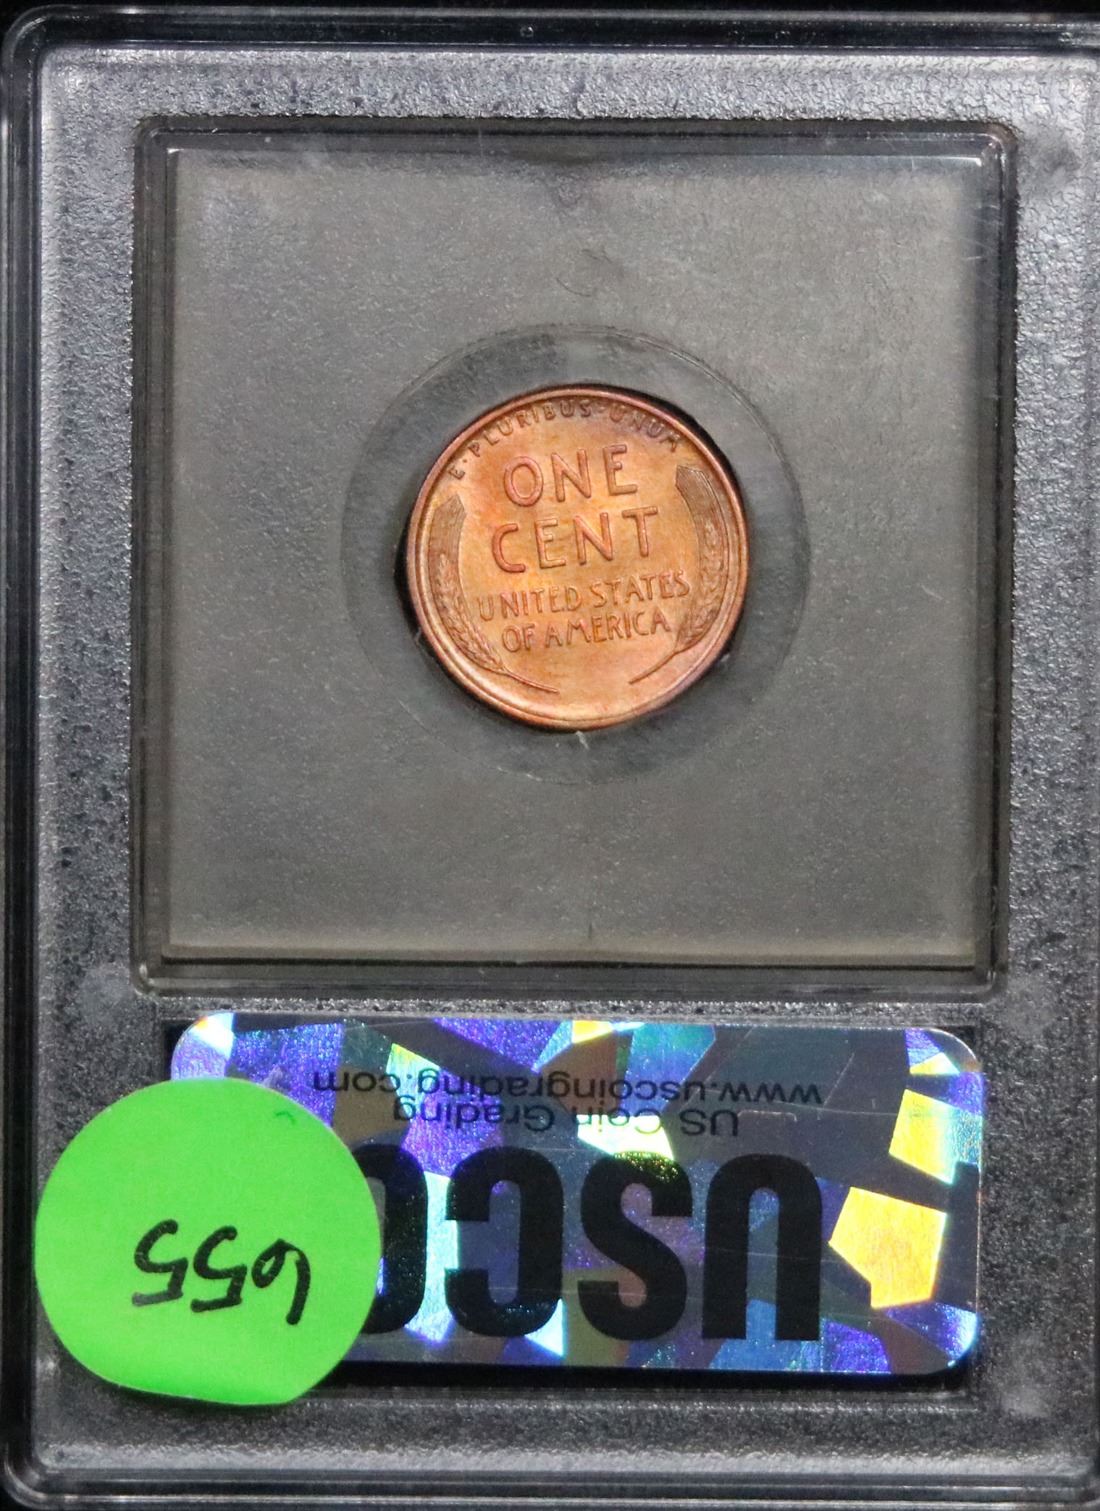 E·PLURIBUS·UNUM
ONE
CENT
UNITED STATES
OF AMERICA
USCG
US Coin Grading
www.uscoingrading.com
655